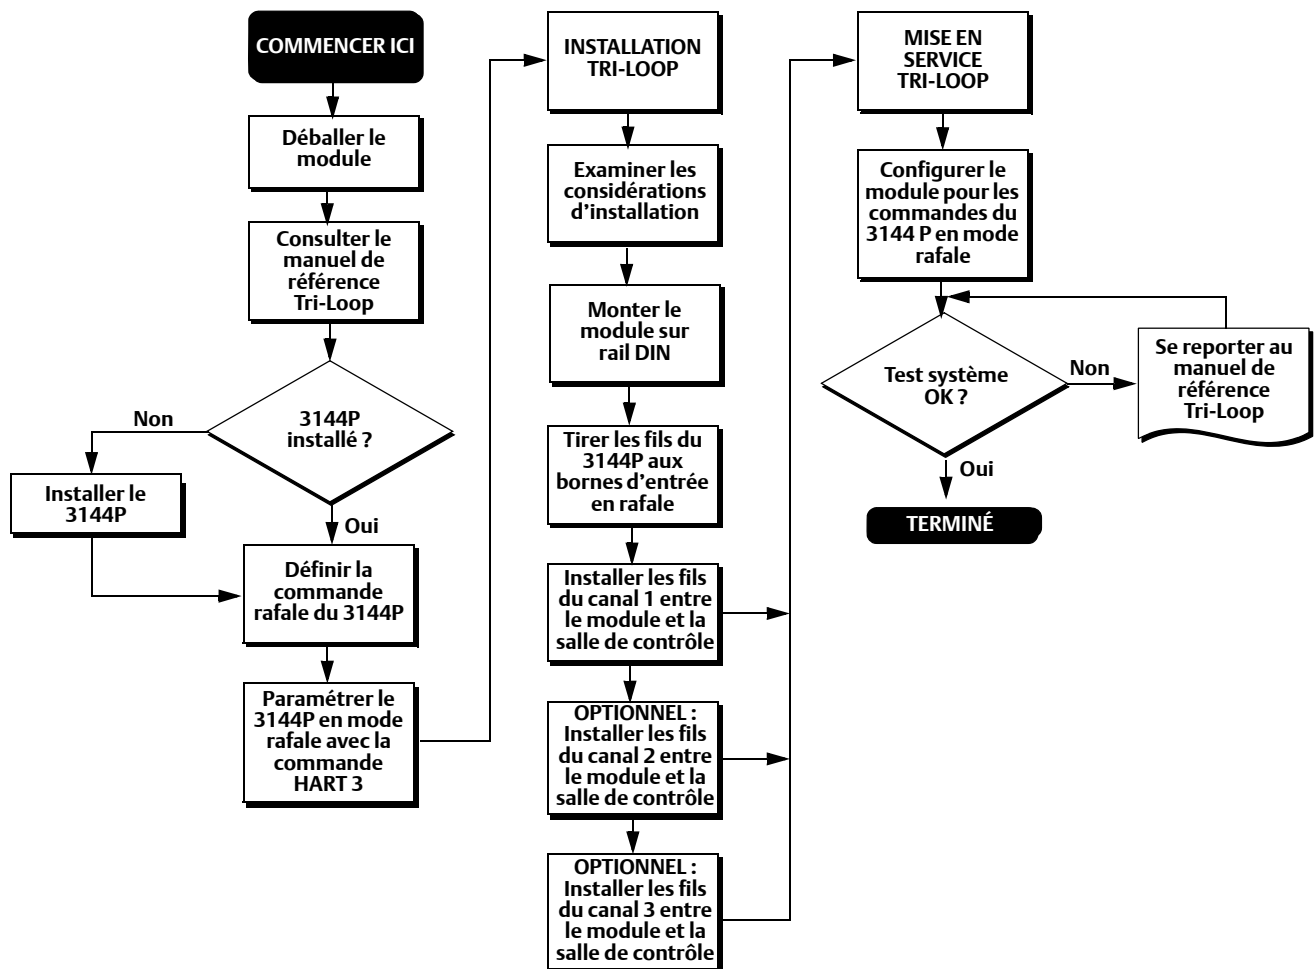 COMMENCER ICI
Déballer le
module
Consulter le
manuel de
référence
Tri-Loop
3144P
installé ?
Non
Installer le
3144P
Oui
Définir la
commande
rafale du 3144P
Paramétrer le
3144P en mode
rafale avec la
commande
HART 3
INSTALLATION
TRI-LOOP
Examiner les
considérations
d'installation
Monter le
module sur
rail DIN
Tirer les fils du
3144P aux
bornes d'entrée
en rafale
Installer les fils
du canal 1 entre
le module et la
salle de contrôle
OPTIONNEL :
Installer les fils
du canal 2 entre
le module et la
salle de contrôle
OPTIONNEL :
Installer les fils
du canal 3 entre
le module et la
salle de contrôle
MISE EN
SERVICE
TRI-LOOP
Configurer le
module pour les
commandes du
3144 P en mode
rafale
Test système
OK ?
Non
Se reporter au
manuel de
référence
Tri-Loop
Oui
TERMINÉ